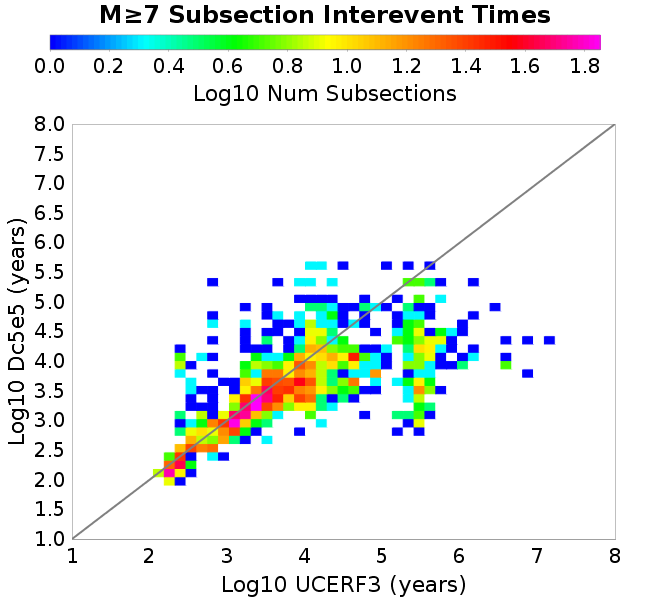 M≥7 Subsection Interevent Times
0.0 0.2 0.4 0.6 0.8 1.0 1.2 1.4 1.6 1.8
Log10 Num Subsections
8.0
7.5
7.0
6.5
6.0
5.5
5.0
4.5
4.0
3.5
3.0
2.5
2.0
1.5
1.0
Log10 Dc5e5 (years)
1 2 3 4 5 6 7 8
Log10 UCERF3 (years)